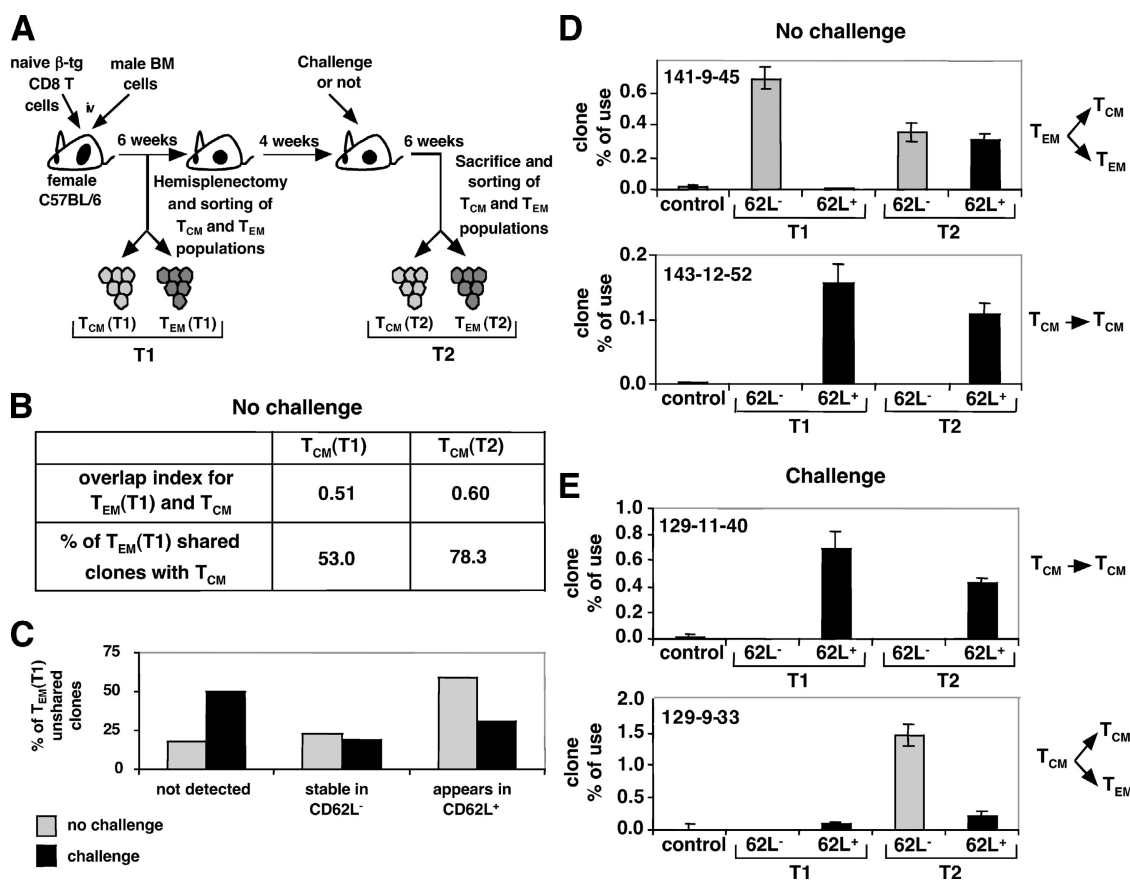 A
naive β-tg
CD8 T
cells
iv
male BM
cells
Challenge
or not
6 weeks
4 weeks
6 weeks
female
C57BL/6
Hemisplenectomy
and sorting of
TCM and TEM
populations
Sacrifice and
sorting of
TCM and TEM
populations
TCM (T1)
TEM (T1)
T1
TCM (T2)
TEM (T2)
T2
B
No challenge
TCM(T1)
TCM(T2)
overlap index for
TEM(T1) and TCM
0.51
0.60
% of TEM(T1) shared
clones with TCM
53.0
78.3
C
% of TEM(T1)
unshared
clones
75
50
25
0
not detected
stable in
CD62L-
appears in
CD62L+
no challenge
challenge
D
No challenge
141-9-45
clone
% of use
0.6
0.4
0.2
0.0
control
62L-
62L+
62L-
62L+
T1
T2
TEM
TCM
TEM
143-12-52
clone
% of use
0.2
0.1
0.0
control
62L-
62L+
62L-
62L+
T1
T2
TCM
TCM
E
Challenge
129-11-40
clone
% of use
1.0
0.8
0.6
0.4
0.2
0.0
control
62L-
62L+
62L-
62L+
T1
T2
TCM
TCM
129-9-33
clone
% of use
2.0
1.5
1.0
0.5
0.0
control
62L-
62L+
62L-
62L+
T1
T2
TCM
TCM
TEM